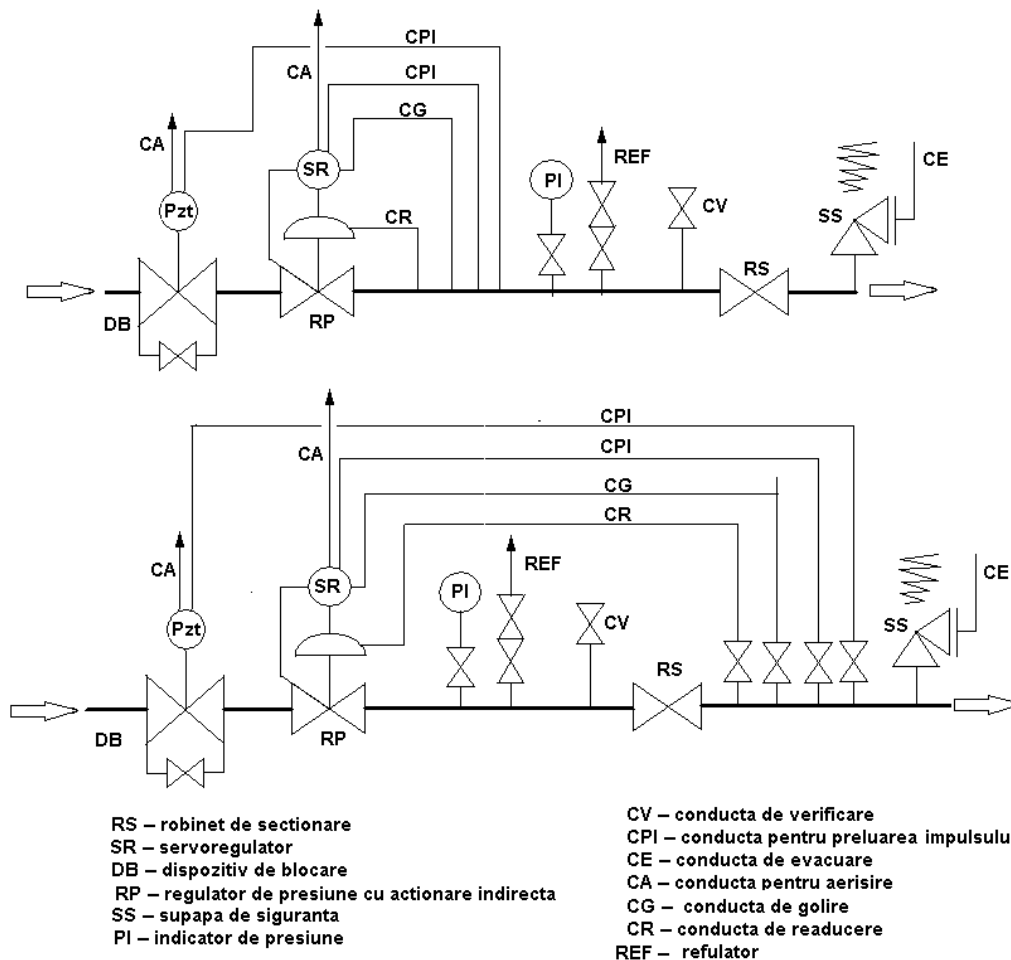 CPI
CA
CPI
CG
CA
SR
REF
PI
CE
Pzt
CR
CV
SS
RS
DB
RP
CPI
CA
CPI
CG
CR
CA
REF
SR
PI
CE
Pzt
CV
SS
RS
DB
RP
RS – robinet de sectionare
SR – servoregulator
DB – dispozitiv de blocare
RP – regulator de presiune cu actionare indirecta
SS – supapa de siguranta
PI – indicator de presiune
CV – conducta de verificare
CPI – conducta pentru preluarea impulsulu
CE – conducta de evacuare
CA – conducta pentru aerisire
CG – conducta de golire
CR – conducta de readucere
REF – refulator